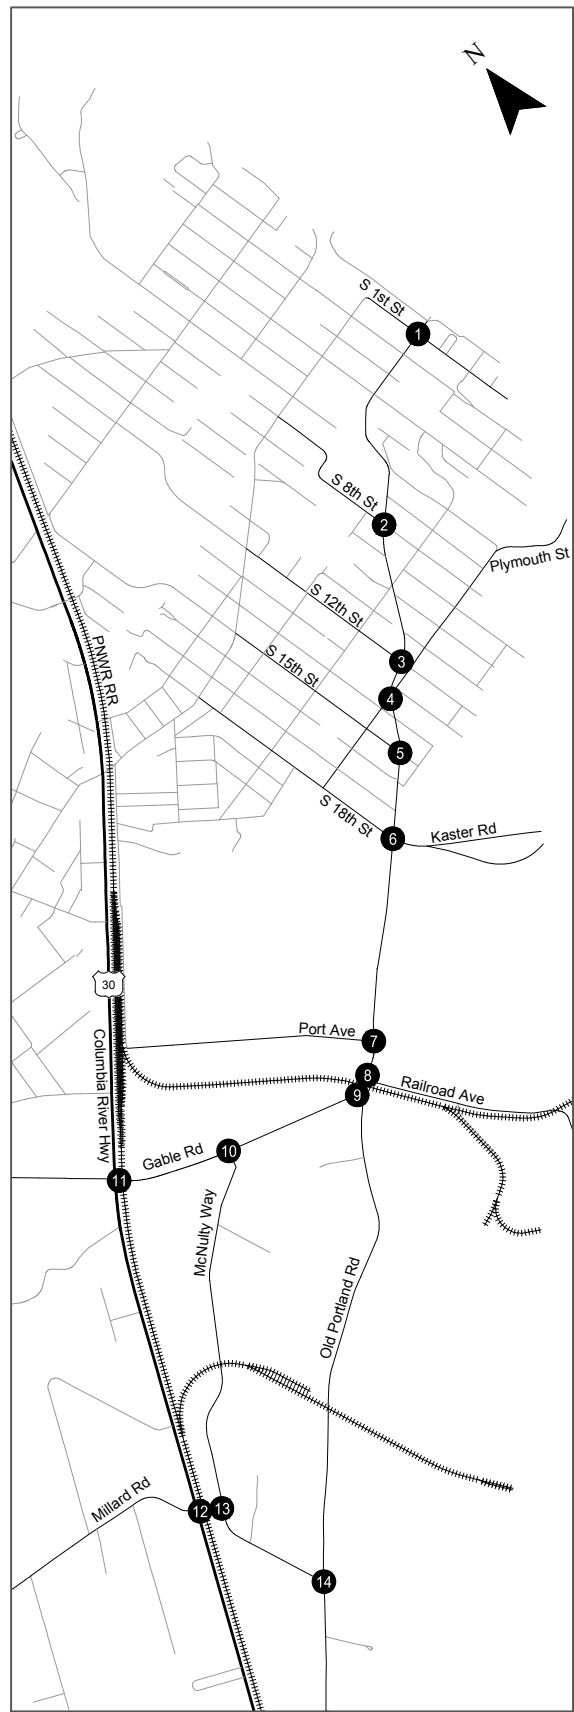 N
S 1st St
1
S 8th St
2
Plymouth St
S 12th St
3
PNWR RR
S 15th St
4
5
S 18th St
6
Kaster Rd
30
Port Ave
7
Columbia River Hwy
8
Railroad Ave
9
Gable Rd
10
11
McNulty Way
Old Portland Rd
Millard Rd
12
13
14